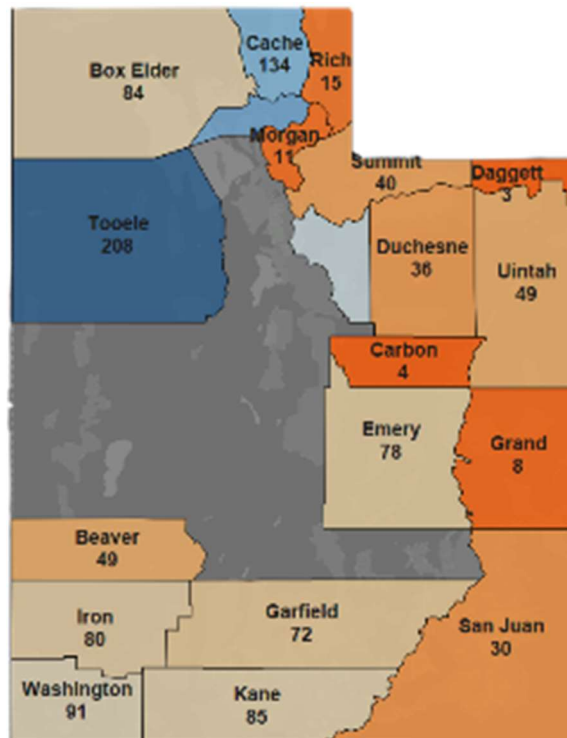 Cache
134
Rich
15
Box Elder
84
Morgan
11
Summit
40
Daggett
3
Tooele
208
Duchesne
36
Uintah
49
Carbon
4
Emery
78
Grand
8
Beaver
49
Iron
80
Garfield
72
San Juan
30
Washington
91
Kane
85